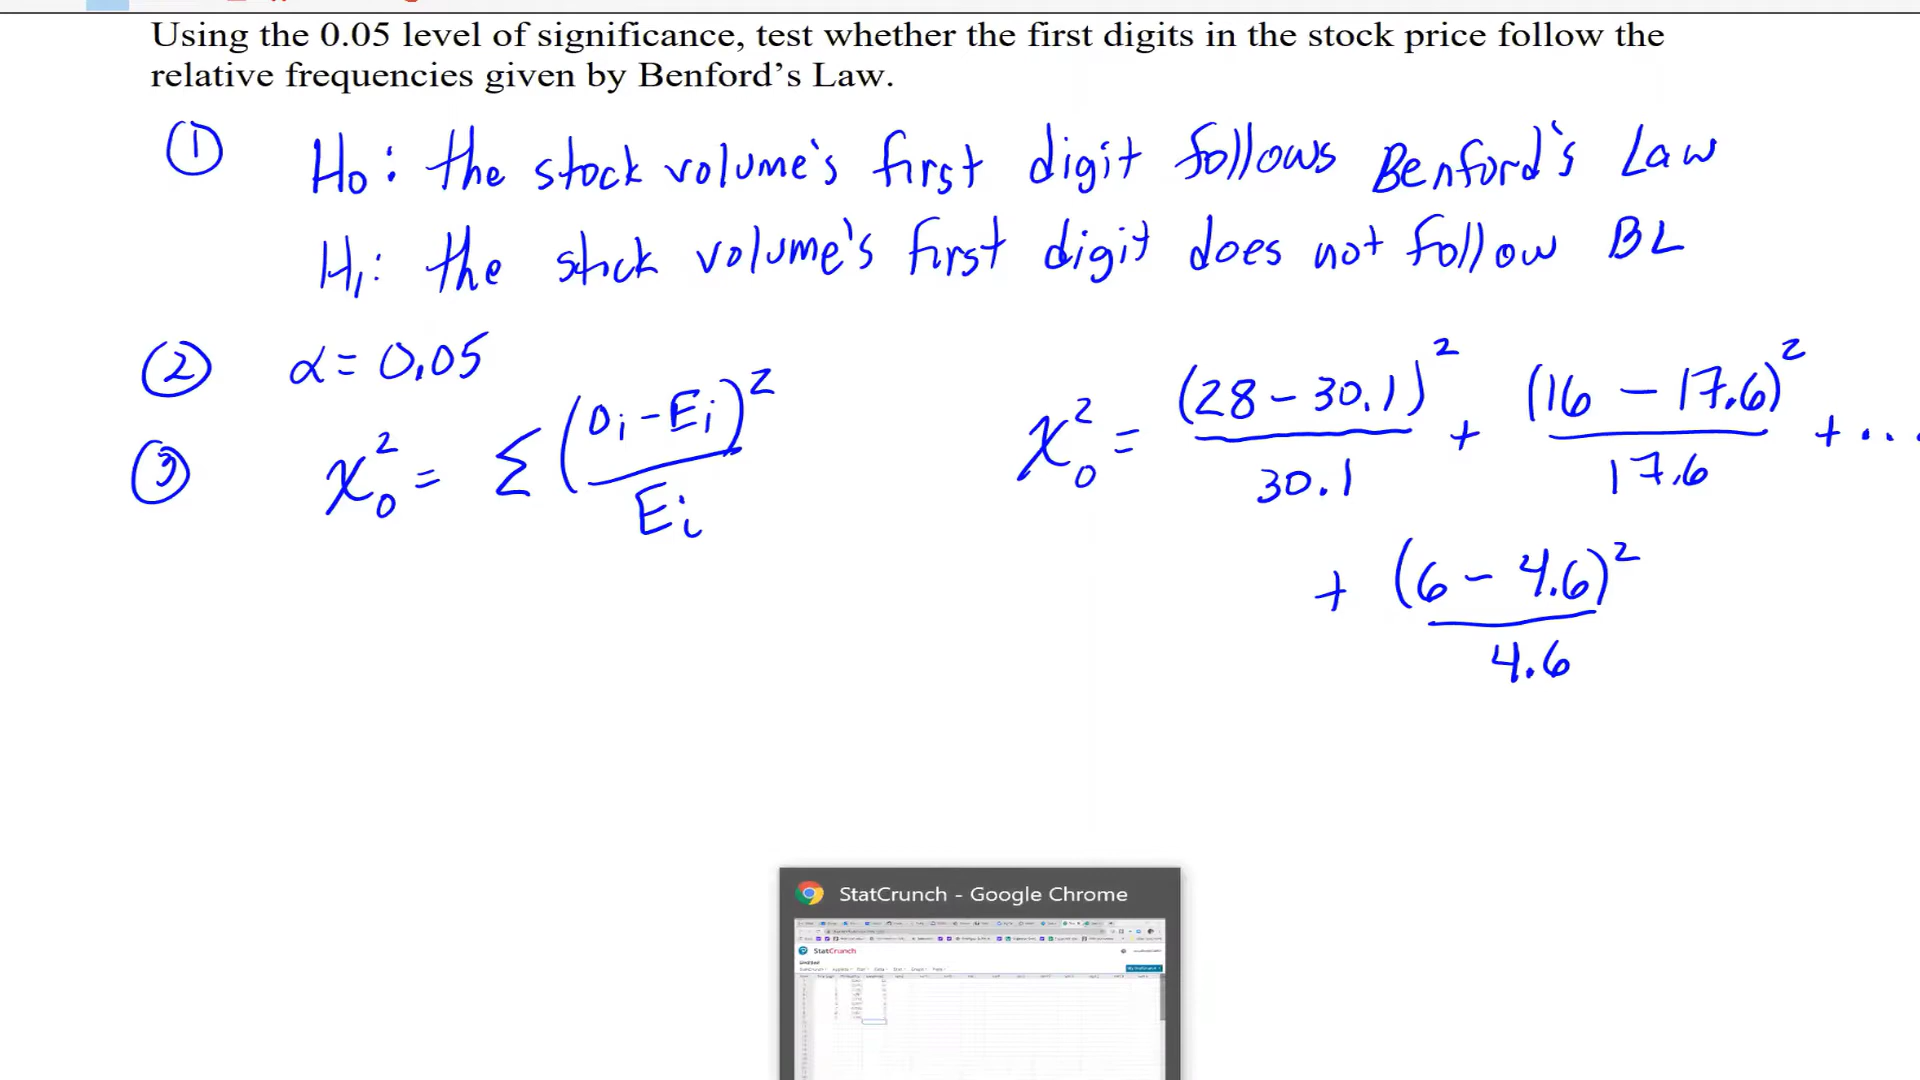 Using the 0.05 level of significance, test whether the first digits in the stock price follow the
relative frequencies given by Benford's Law.
① H₀: the stock volume's first digit follows Benford's Law
H₁: the stock volume's first digit does not follow BL
② α = 0.05
③ χ₀² = Σ (Oᵢ - Eᵢ)² / Eᵢ
χ₀² = (28 - 30.1)² / 30.1 + (16 - 17.6)² / 17.6 + ...
+ (6 - 4.6)² / 4.6
StatCrunch - Google Chrome
StatCrunch